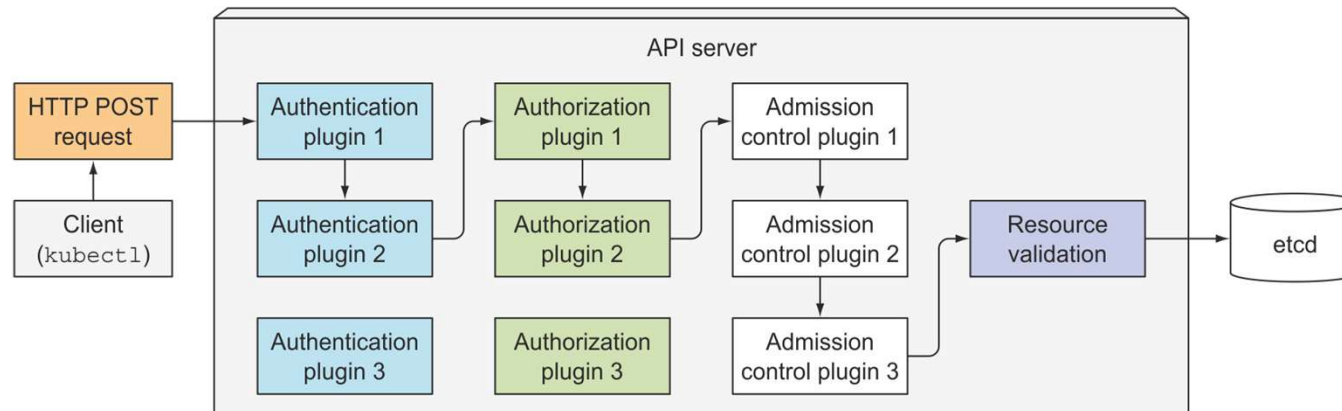 API server
HTTP POST
request
Client
(kubectl)
Authentication
plugin 1
Authentication
plugin 2
Authentication
plugin 3
Authorization
plugin 1
Authorization
plugin 2
Authorization
plugin 3
Admission
control plugin 1
Admission
control plugin 2
Admission
control plugin 3
Resource
validation
etcd